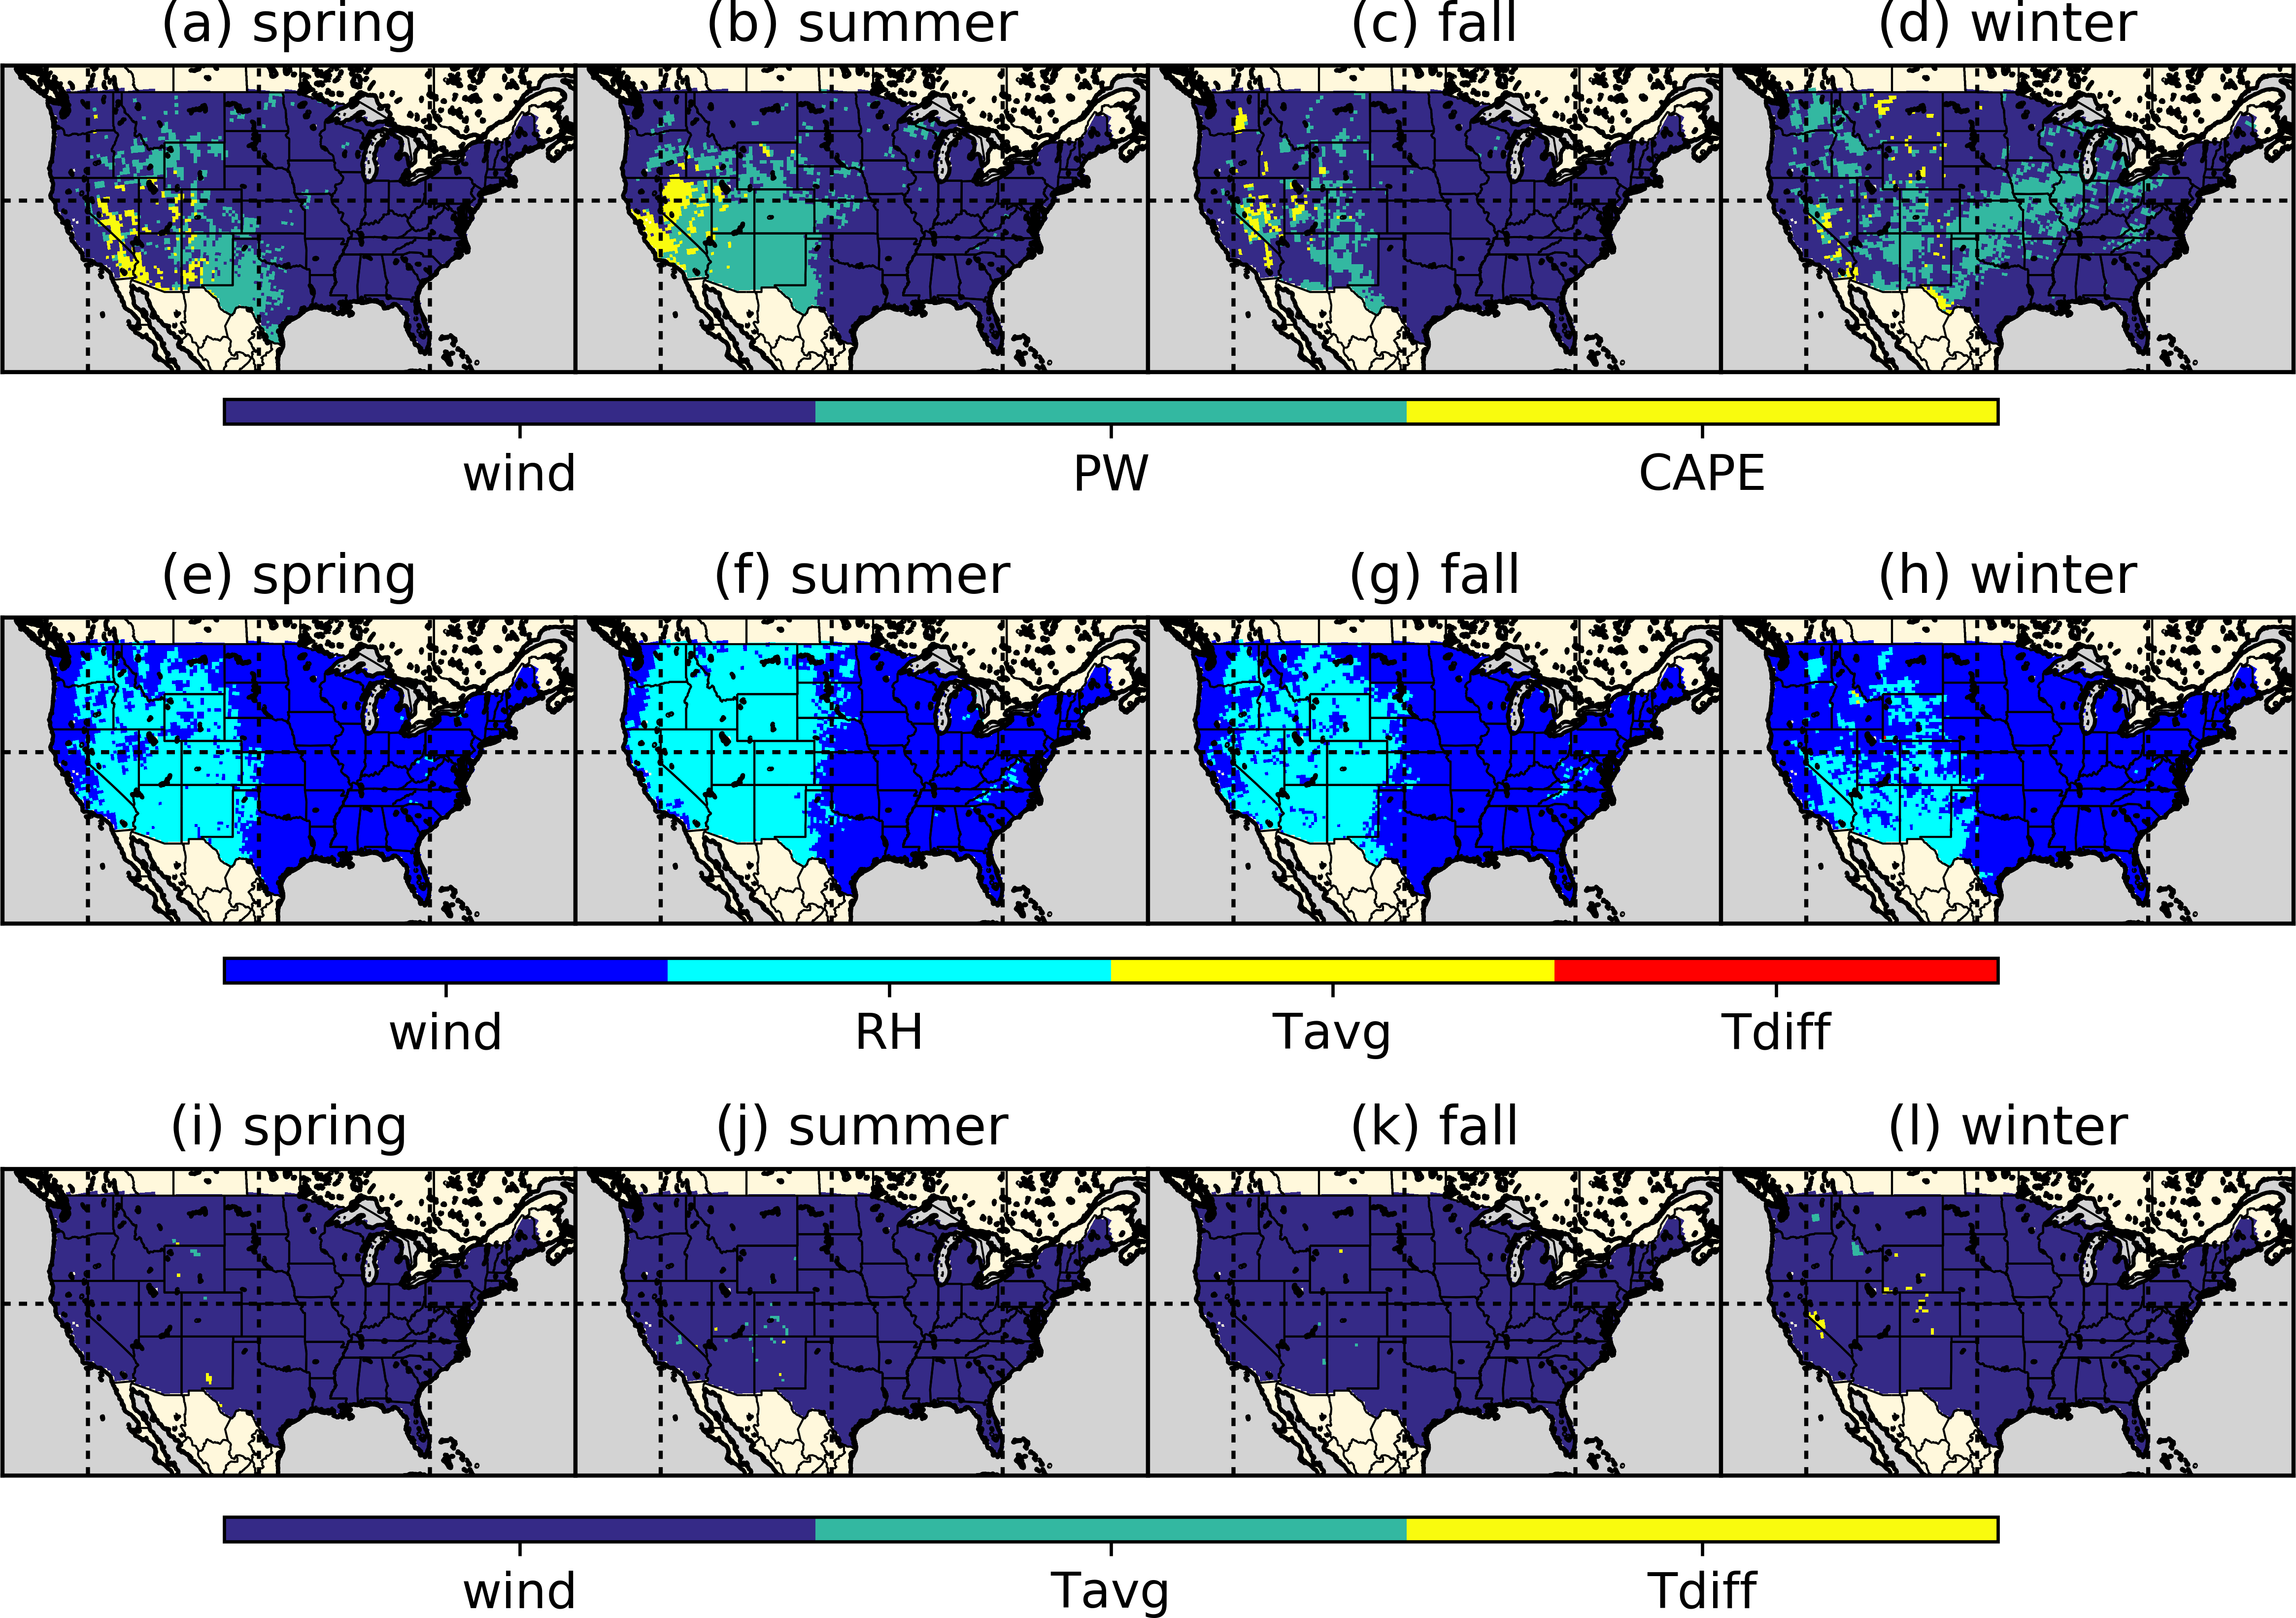 (a) spring (b) summer (c) fall (d) winter
wind PW CAPE
(e) spring (f) summer (g) fall (h) winter
wind RH Tavg Tdiff
(i) spring (j) summer (k) fall (l) winter
wind Tavg Tdiff